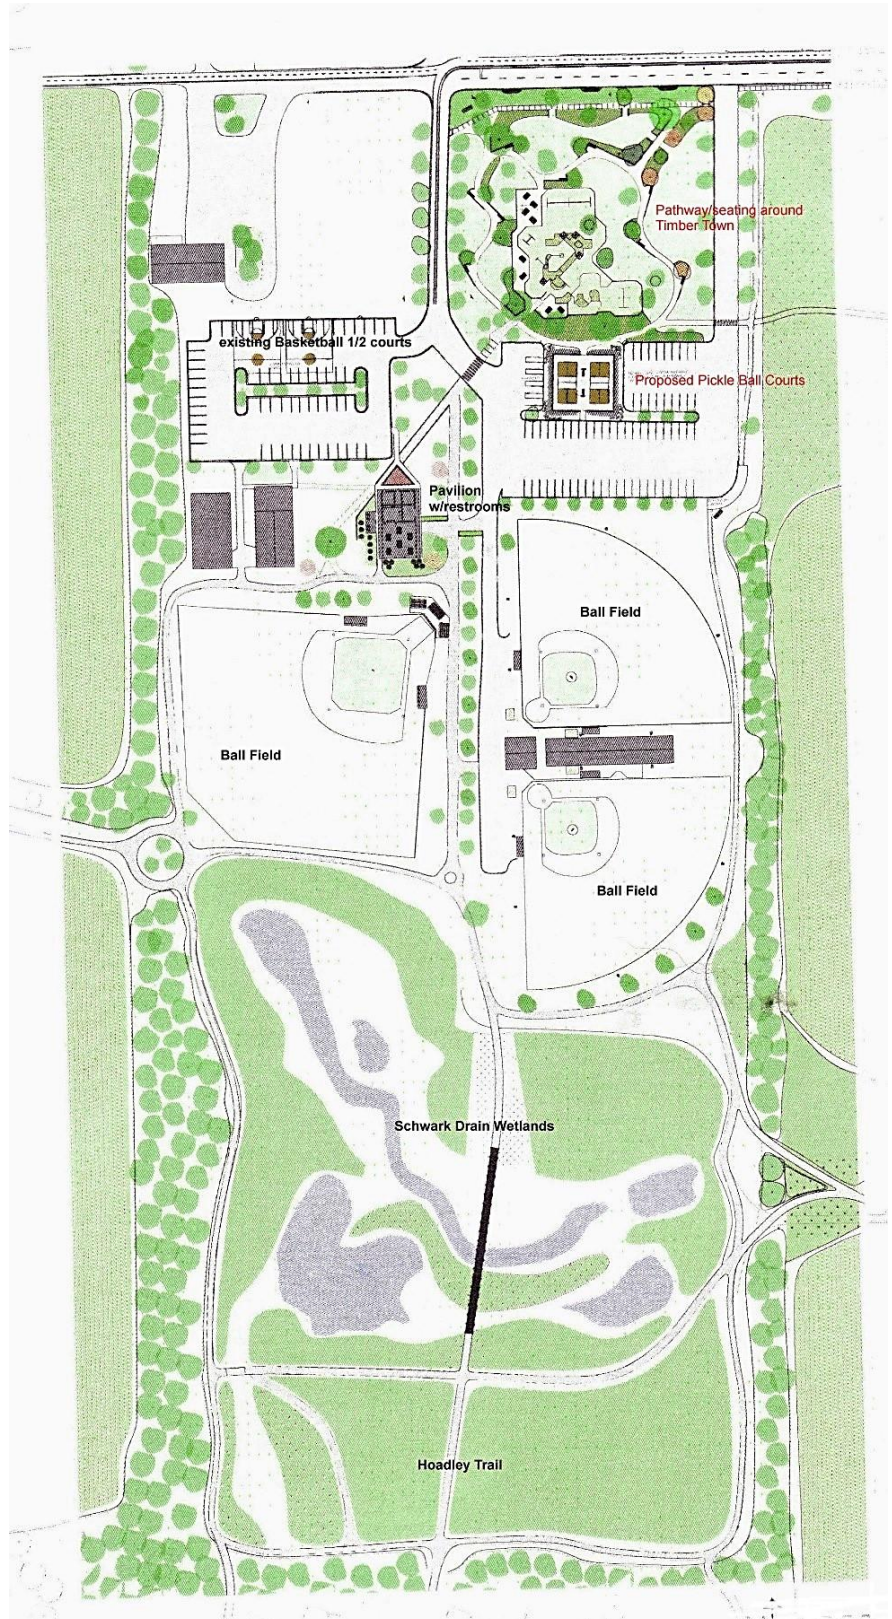 Pathway/seating around
Timber Town
existing Basketball 1/2 courts
Proposed Pickle Ball Courts
Pavilion
w/restrooms
Ball Field
Ball Field
Ball Field
Schwark Drain Wetlands
Hoadley Trail